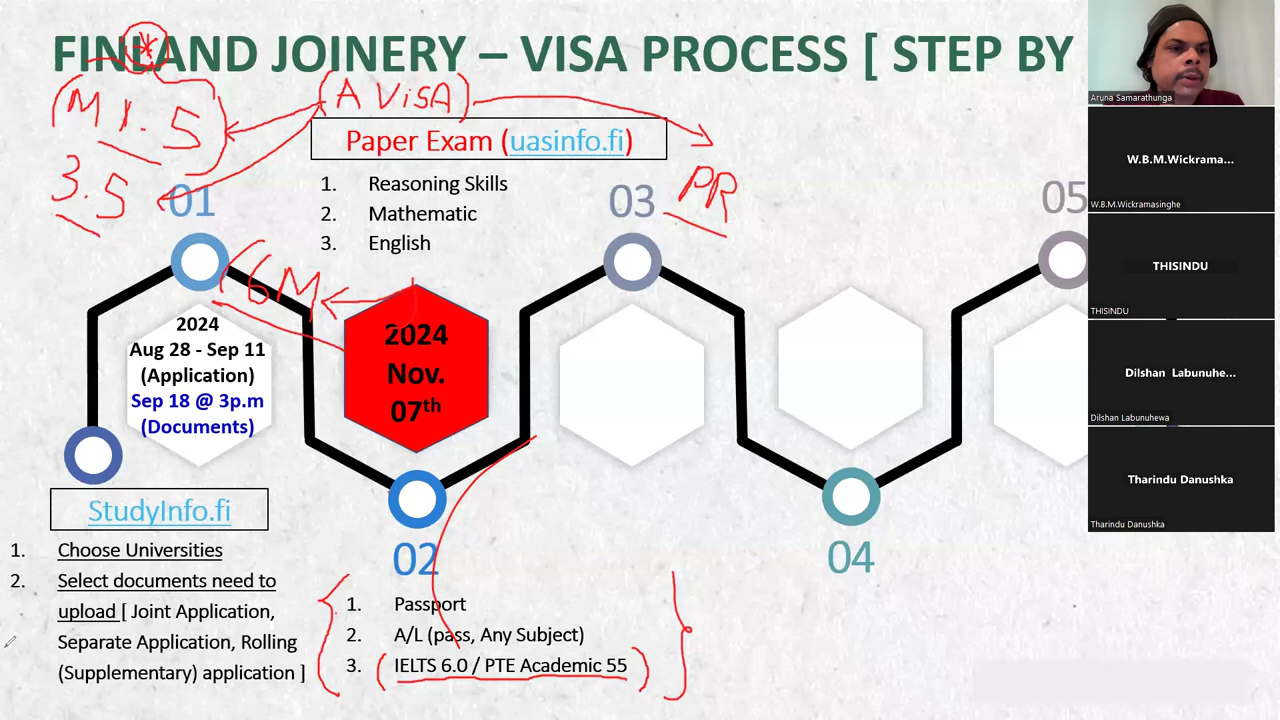 FINLAND JOINERY – VISA PROCESS [ STEP BY
*
(M 1.5)
3.5
(A ViSA)
PR
(6M
Paper Exam (uasinfo.fi)
1. Reasoning Skills
2. Mathematic
3. English
01
03
05
2024
Aug 28 - Sep 11
(Application)
Sep 18 @ 3p.m
(Documents)
2024
Nov.
07th
StudyInfo.fi
1. Choose Universities
2. Select documents need to
upload [ Joint Application,
Separate Application, Rolling
(Supplementary) application ]
02
1. Passport
2. A/L (pass, Any Subject)
3. IELTS 6.0 / PTE Academic 55
04
Aruna Samarathunga
W.B.M.Wickrama...
W.B.M.Wickramasinghe
THISINDU
THISINDU
Dilshan Labunuhe...
Dilshan Labunuhewa
Tharindu Danushka
Tharindu Danushka